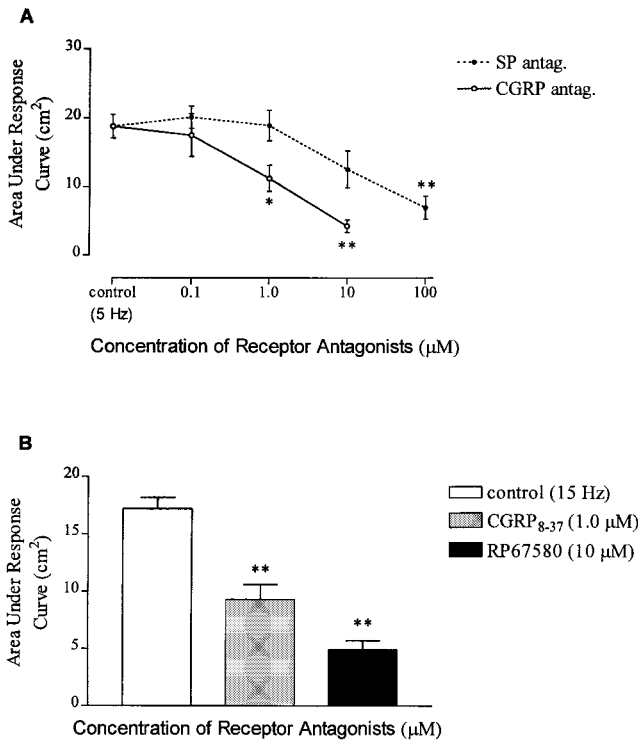 A
Area Under Response
Curve (cm²)
30
20
10
0
SP antag.
CGRP antag.
*
**
**
control
(5 Hz)
0.1
1.0
10
100
Concentration of Receptor Antagonists (μM)
B
Area Under Response
Curve (cm²)
20
15
10
5
0
**
**
control (15 Hz)
CGRP₈₋₃₇ (1.0 μM)
RP67580 (10 μM)
Concentration of Receptor Antagonists (μM)